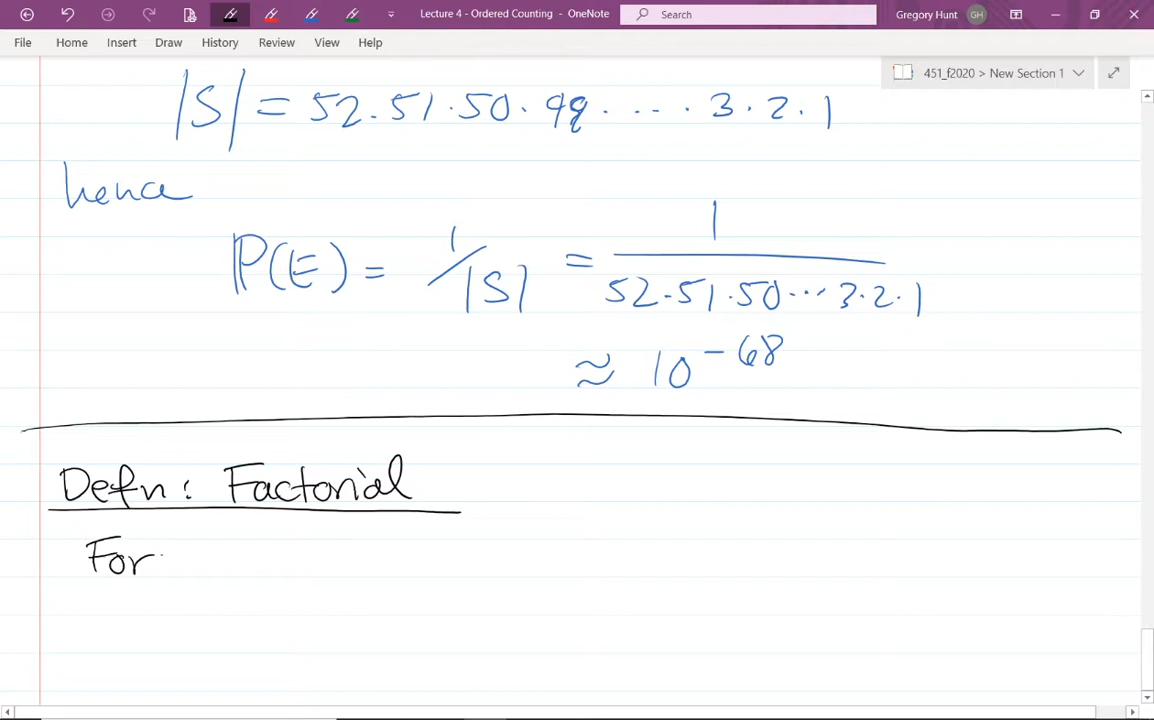 Lecture 4 - Ordered Counting - OneNote
Search
Gregory Hunt GH
File Home Insert Draw History Review View Help
451_f2020 > New Section 1
|S| = 52.51.50.49. ... . 3.2.1
hence
P(E) = 1/|S| = 1 / 52.51.50...3.2.1
≈ 10^-68
Defn: Factorial
For